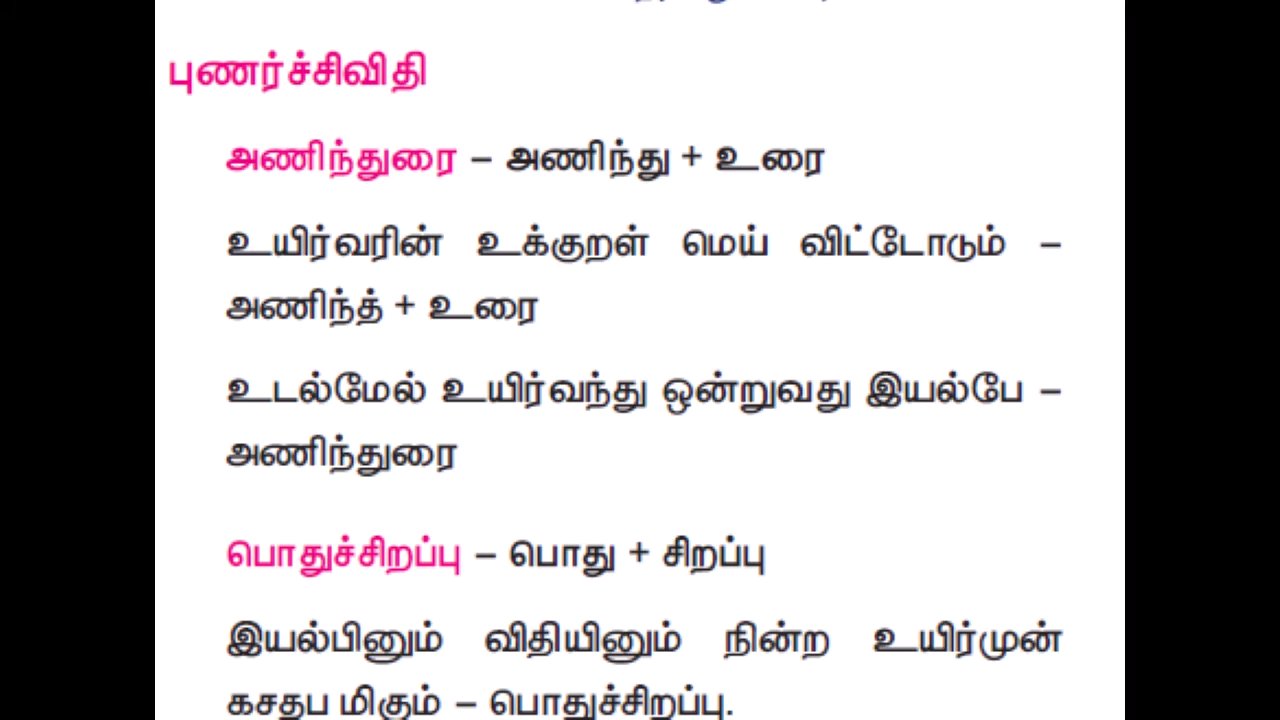 புணர்ச்சிவிதி
அணிந்துரை – அணிந்து + உரை
உயிர்வரின் உக்குறள் மெய் விட்டோடும் –
அணிந்த் + உரை
உடல்மேல் உயிர்வந்து ஒன்றுவது இயல்பே –
அணிந்துரை
பொதுச்சிறப்பு – பொது + சிறப்பு
இயல்பினும் விதியினும் நின்ற உயிர்முன்
கசதப மிகும் – பொதுச்சிறப்பு.